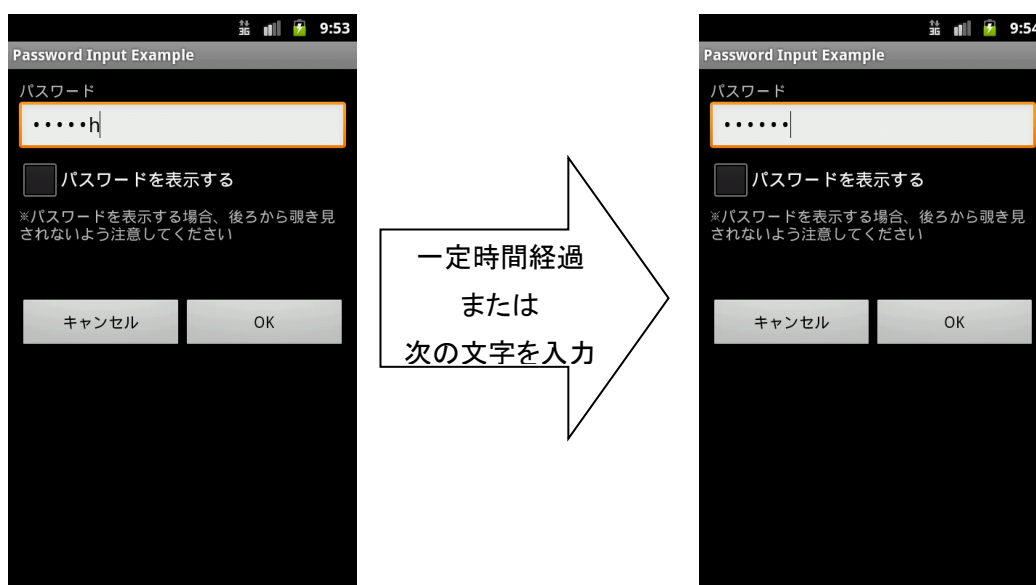 3G 9:53
Password Input Example
パスワード
•••••h
パスワードを表示する
※パスワードを表示する場合、後ろから覗き見
されないよう注意してください
キャンセル OK
一定時間経過
または
次の文字を入力
3G 9:54
Password Input Example
パスワード
••••••
パスワードを表示する
※パスワードを表示する場合、後ろから覗き見
されないよう注意してください
キャンセル OK